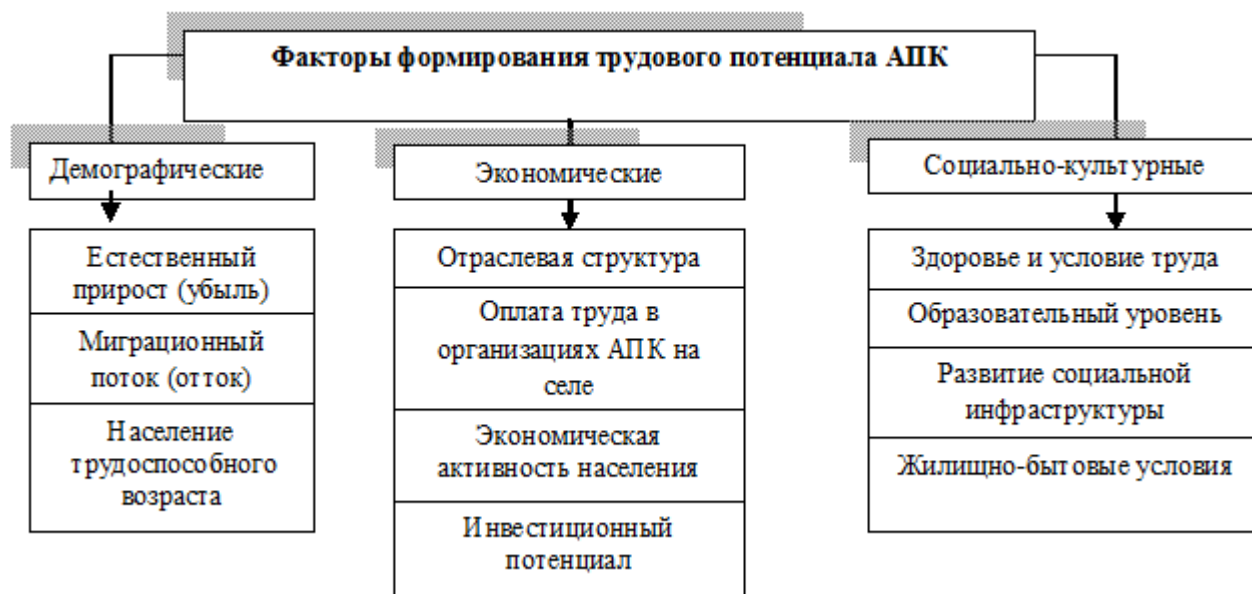 Факторы формирования трудового потенциала АПК
Демографические
Экономические
Социально-культурные
Естественный
прирост (убыль)
Миграционный
поток (отток)
Население
трудоспособного
возраста
Отраслевая структура
Оплата труда в
организациях АПК на
селе
Экономическая
активность населения
Инвестиционный
потенциал
Здоровье и условие труда
Образовательный уровень
Развитие социальной
инфраструктуры
Жилищно-бытовые условия